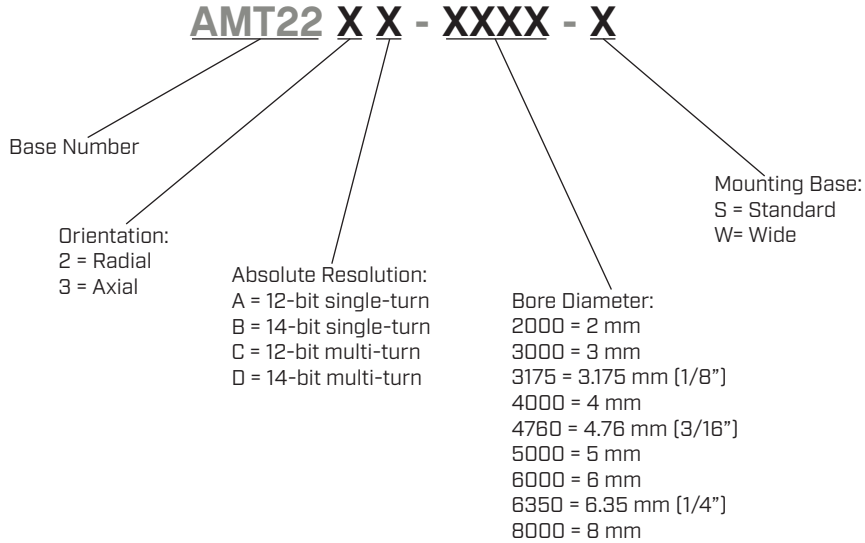 AMT22 X X - XXXX - X
Base Number
Orientation:
2 = Radial
3 = Axial
Absolute Resolution:
A = 12-bit single-turn
B = 14-bit single-turn
C = 12-bit multi-turn
D = 14-bit multi-turn
Bore Diameter:
2000 = 2 mm
3000 = 3 mm
3175 = 3.175 mm (1/8”)
4000 = 4 mm
4760 = 4.76 mm (3/16”)
5000 = 5 mm
6000 = 6 mm
6350 = 6.35 mm (1/4”)
8000 = 8 mm
Mounting Base:
S = Standard
W= Wide